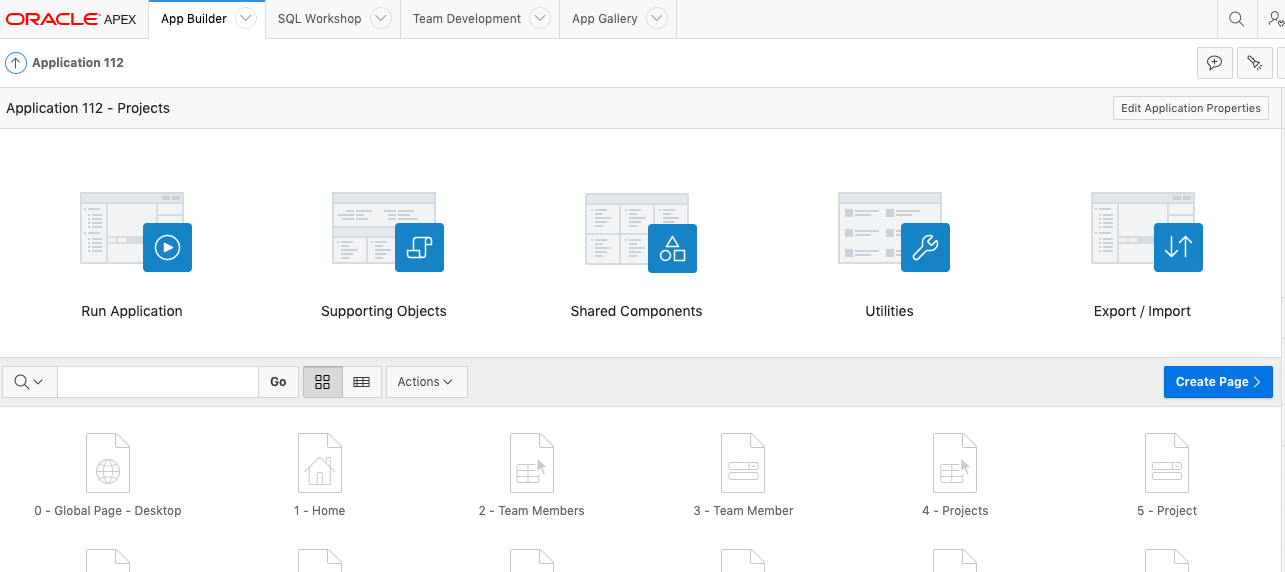 ORACLE APEX App Builder SQL Workshop Team Development App Gallery
Application 112
Application 112 - Projects Edit Application Properties
Run Application Supporting Objects Shared Components Utilities Export / Import
Go Actions Create Page
0 - Global Page - Desktop 1 - Home 2 - Team Members 3 - Team Member 4 - Projects 5 - Project